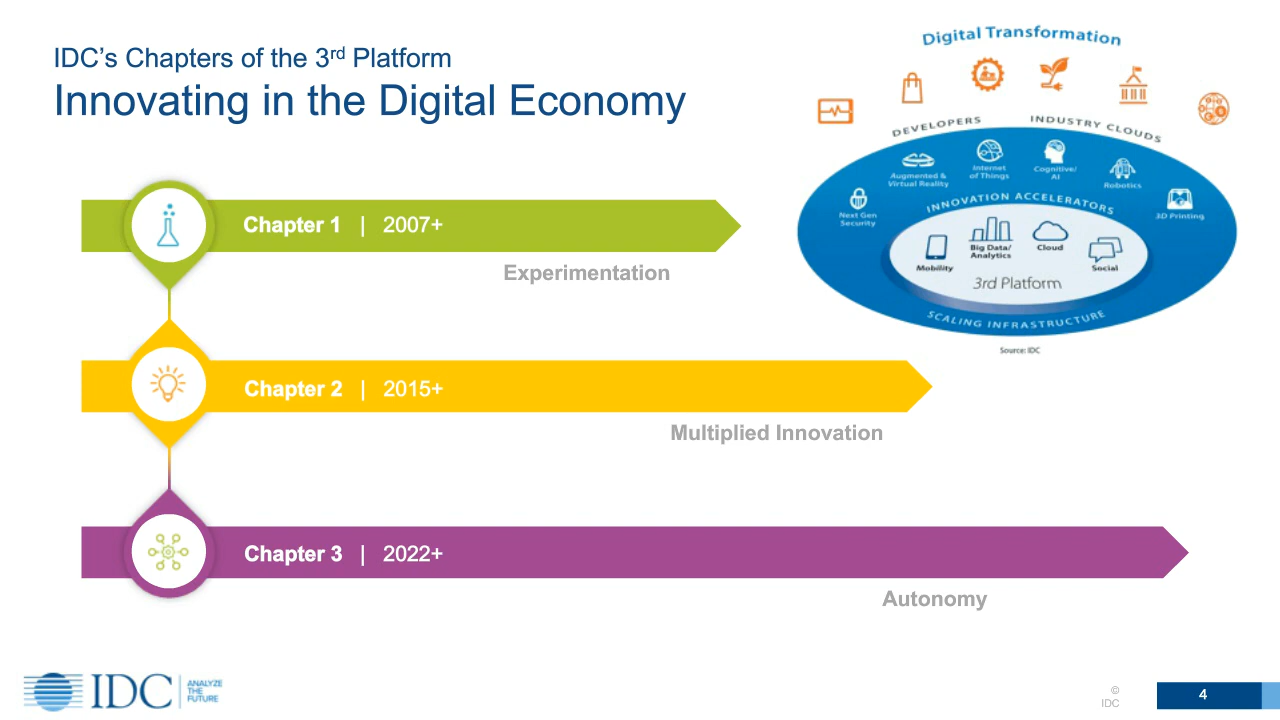 IDC's Chapters of the 3rd Platform
Innovating in the Digital Economy
Digital Transformation
DEVELOPERS
INDUSTRY CLOUDS
Augmented &
Virtual Reality
Internet
of Things
Cognitive/
AI
Robotics
Next Gen
Security
3D Printing
INNOVATION ACCELERATORS
Mobility
Big Data/
Analytics
Cloud
Social
3rd Platform
SCALING INFRASTRUCTURE
Source: IDC
Chapter 1 | 2007+
Experimentation
Chapter 2 | 2015+
Multiplied Innovation
Chapter 3 | 2022+
Autonomy
IDC
ANALYZE
THE
FUTURE
©
IDC
4